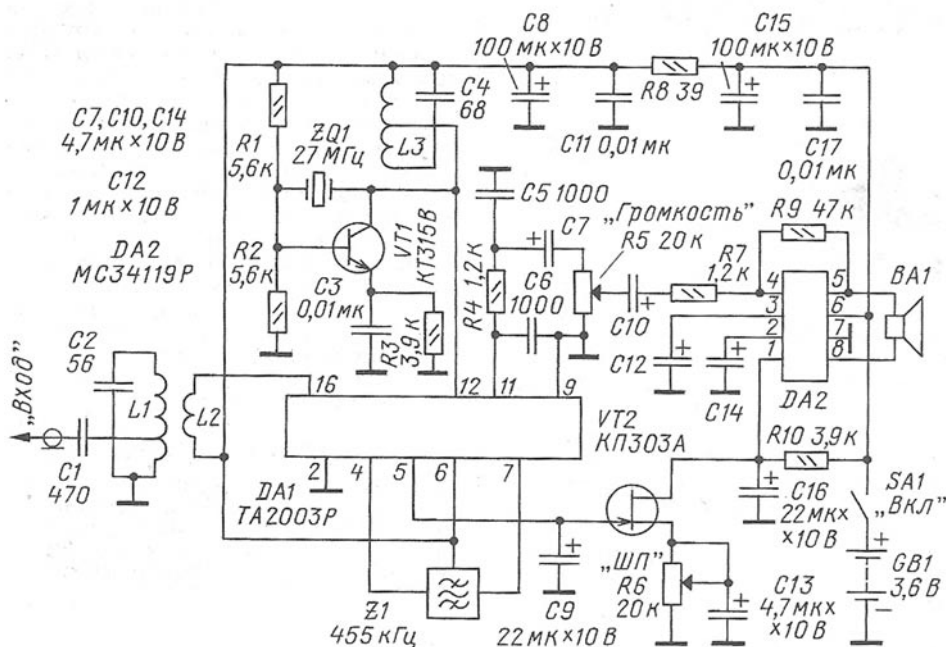 C8
100 мк×10 В
C15
100 мк×10 В
C4
68
R8 39
C7, C10, C14
4,7 мк×10 В
C12
1 мк×10 В
DA2
MC34119P
R1
5,6 к
ZQ1
27 МГц
L3
C11 0,01 мк
C17
0,01 мк
C5 1000
R2
5,6 к
VT1
КТ315В
C3
0,01 мк
R3
3,9 к
R4 1,2 к
C7
C6
1000
„Громкость"
R5 20 к
C10
R7
1,2 к
R9 47 к
4
3
2
1
5
6
7
8
BA1
C12
C14
DA2
„Вход"
C1
470
C2
56
L1
L2
16
12
11
9
2
4
5
6
7
DA1
TA2003P
VT2
КП303А
R10 3,9 к
C16
22 мк×
×10 В
SA1
„Вкл"
GB1
3,6 В
+
−
Z1
455 кГц
C9
22 мк×10 В
„ШП"
R6
20 к
C13
4,7 мк×
×10 В